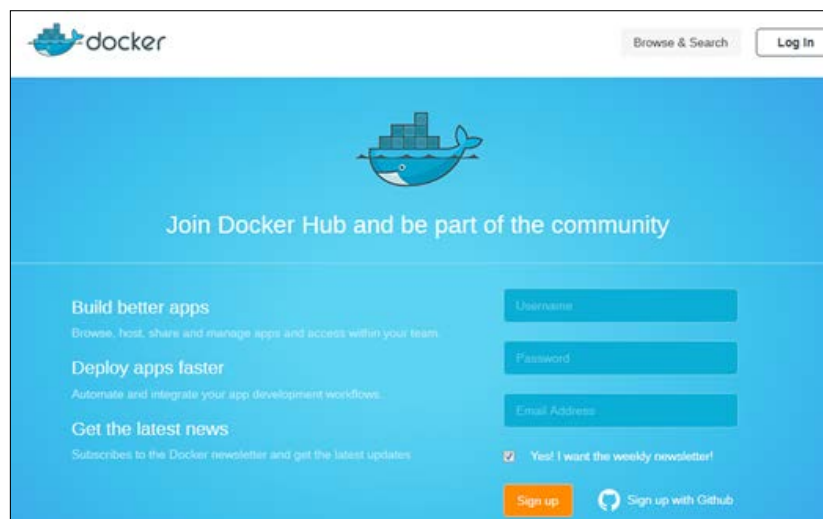 docker
Browse & Search
Log In
Join Docker Hub and be part of the community
Build better apps
Browse, host, share and manage apps and access within your team.
Deploy apps faster
Automate and integrate your app development workflows.
Get the latest news
Subscribes to the Docker newsletter and get the latest updates
Username
Password
Email Address
Yes! I want the weekly newsletter!
Sign up
Sign up with Github